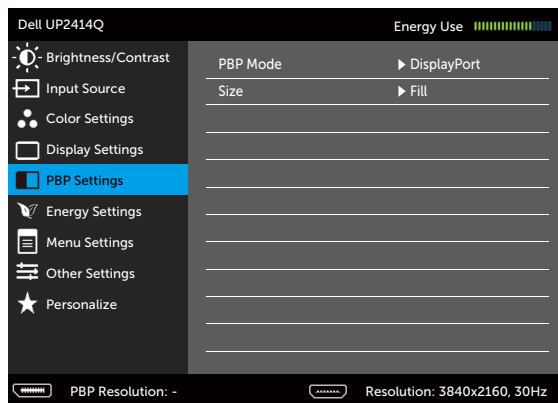 Dell UP2414Q Energy Use
Brightness/Contrast
PBP Mode DisplayPort
Input Source
Size Fill
Color Settings
Display Settings
PBP Settings
Energy Settings
Menu Settings
Other Settings
Personalize
PBP Resolution: - Resolution: 3840x2160, 30Hz